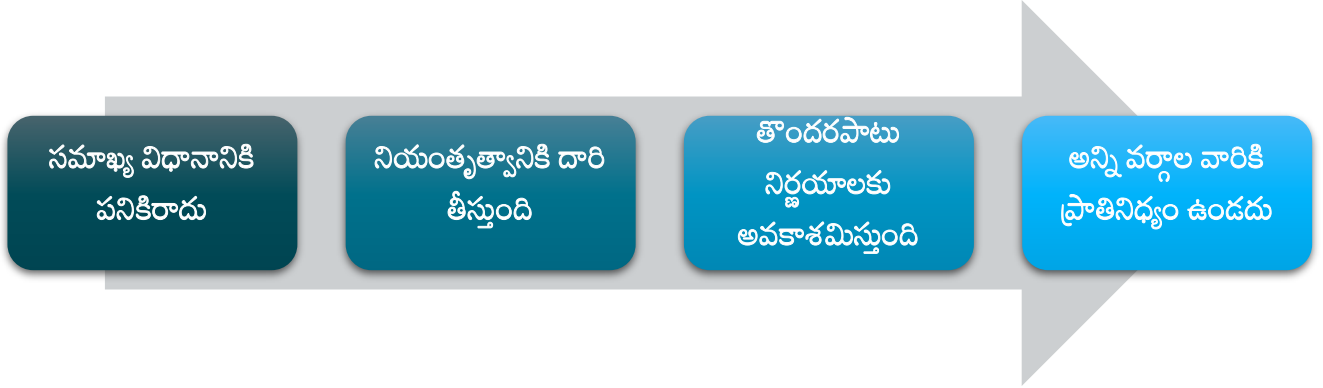 సమాఖ్య విధానానికి
పనికిరాదు
నియంతృత్వానికి దారి
తీస్తుంది
తొందరపాటు
నిర్ణయాలకు
అవకాశమిస్తుంది
అన్ని వర్గాల వారికి
ప్రాతినిధ్యం ఉండదు